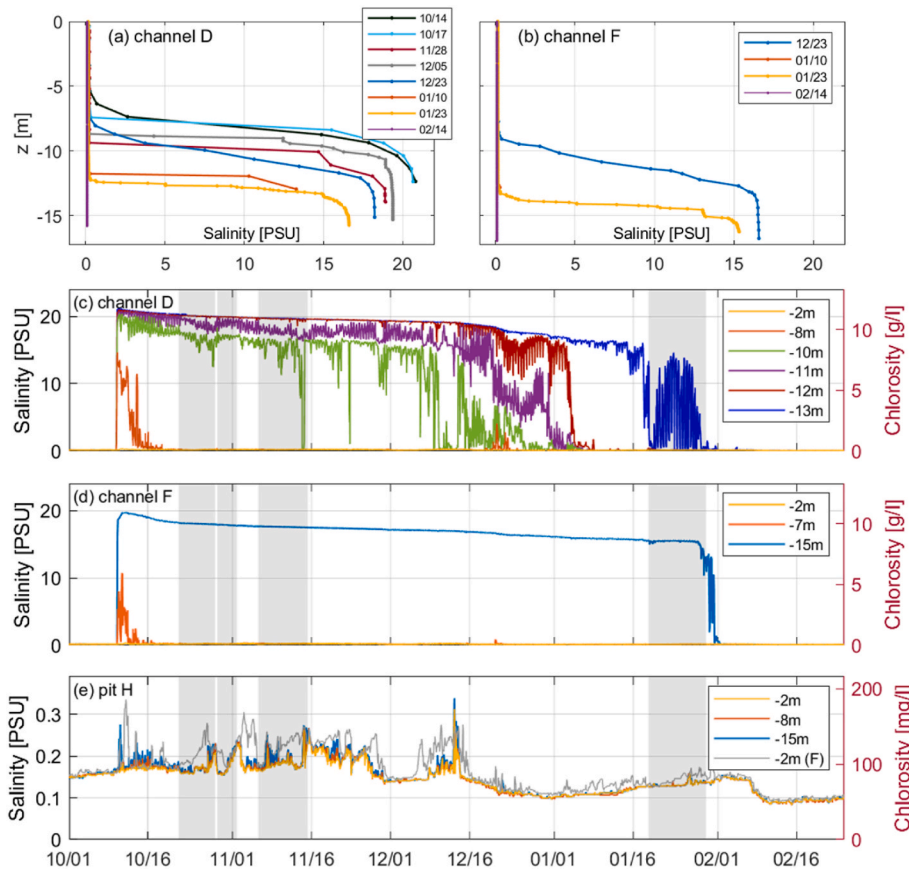 (a) channel D
10/14
10/17
11/28
12/05
12/23
01/10
01/23
02/14
0
-5
-10
-15
z [m]
0 5 10 15 20
Salinity [PSU]
(b) channel F
12/23
01/10
01/23
02/14
0 5 10 15 20
Salinity [PSU]
(c) channel D
-2m
-8m
-10m
-11m
-12m
-13m
20
10
0
Salinity [PSU]
10
5
0
Chlorosity [g/l]
(d) channel F
-2m
-7m
-15m
20
10
0
Salinity [PSU]
10
5
0
Chlorosity [g/l]
(e) pit H
-2m
-8m
-15m
-2m (F)
0.3
0.2
0.1
0
Salinity [PSU]
200
100
0
Chlorosity [mg/l]
10/01 10/16 11/01 11/16 12/01 12/16 01/01 01/16 02/01 02/16